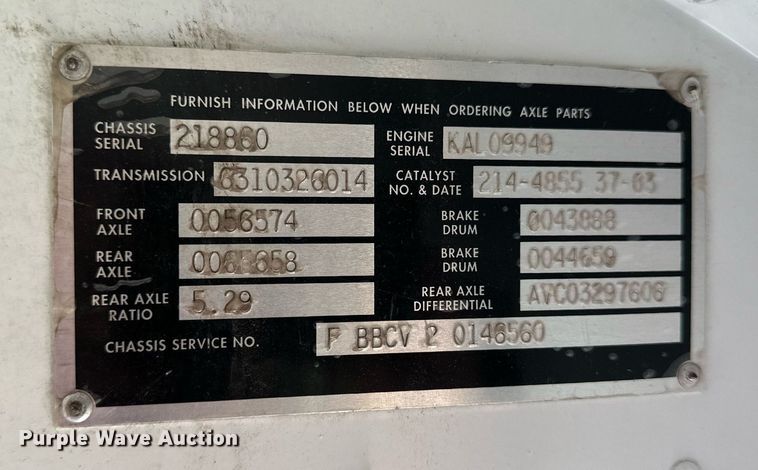 FURNISH INFORMATION BELOW WHEN ORDERING AXLE PARTS
CHASSIS SERIAL 218860 ENGINE SERIAL KAL09949
TRANSMISSION 6310326014 CATALYST NO. & DATE 214-4855 37-03
FRONT AXLE 0056574 BRAKE DRUM 0043888
REAR AXLE BRAKE DRUM 0044659
REAR AXLE RATIO 5.29 REAR AXLE DIFFERENTIAL AVC03297606
CHASSIS SERVICE NO. F BBCV 2 0146560
Purple Wave Auction